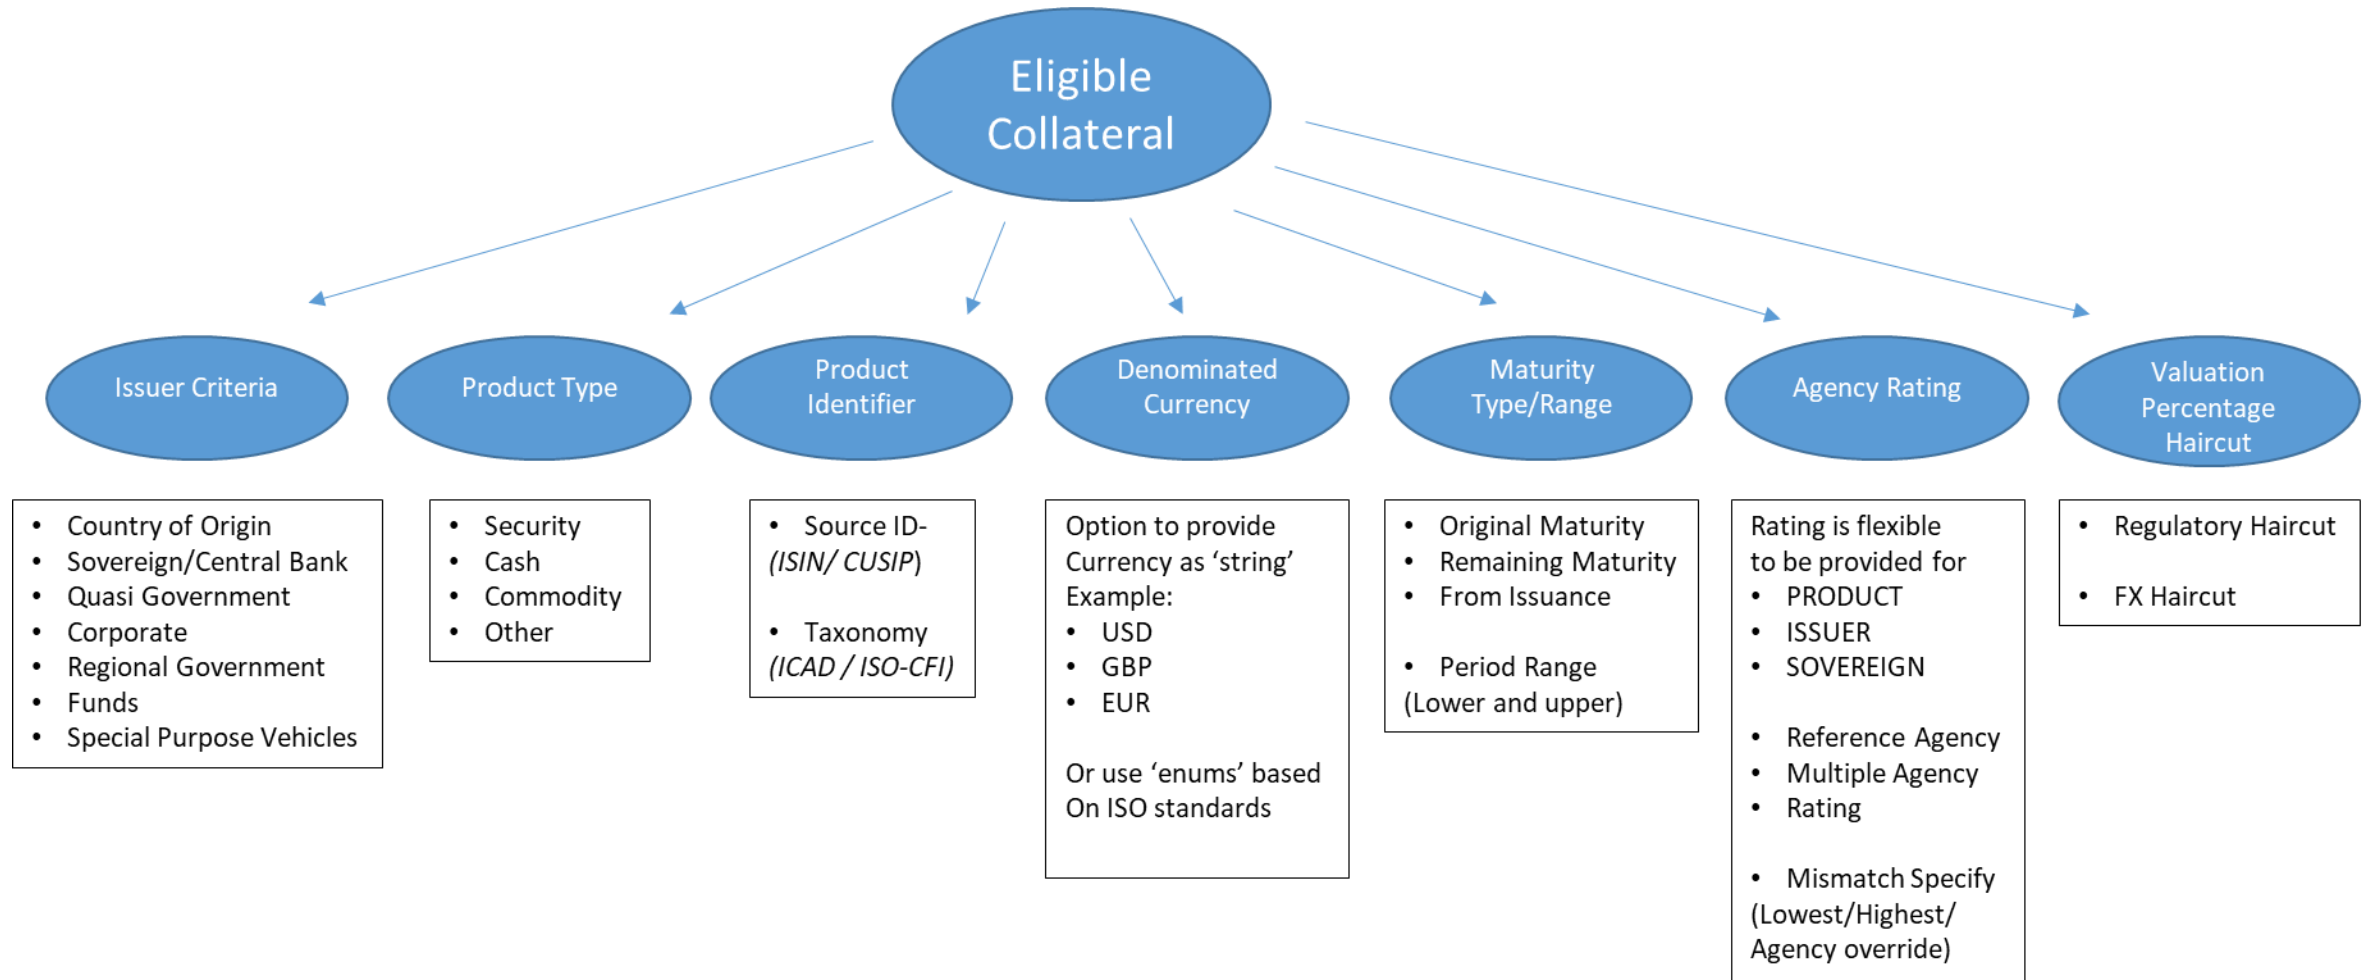 Eligible
Collateral
Issuer Criteria
Product Type
Product
Identifier
Denominated
Currency
Maturity
Type/Range
Agency Rating
Valuation
Percentage
Haircut
• Country of Origin
• Sovereign/Central Bank
• Quasi Government
• Corporate
• Regional Government
• Funds
• Special Purpose Vehicles
• Security
• Cash
• Commodity
• Other
• Source ID-
(ISIN/ CUSIP)
• Taxonomy
(ICAD / ISO-CFI)
Option to provide
Currency as ‘string’
Example:
• USD
• GBP
• EUR
Or use ‘enums’ based
On ISO standards
• Original Maturity
• Remaining Maturity
• From Issuance
• Period Range
(Lower and upper)
Rating is flexible
to be provided for
• PRODUCT
• ISSUER
• SOVEREIGN
• Reference Agency
• Multiple Agency
• Rating
• Mismatch Specify
(Lowest/Highest/
Agency override)
• Regulatory Haircut
• FX Haircut